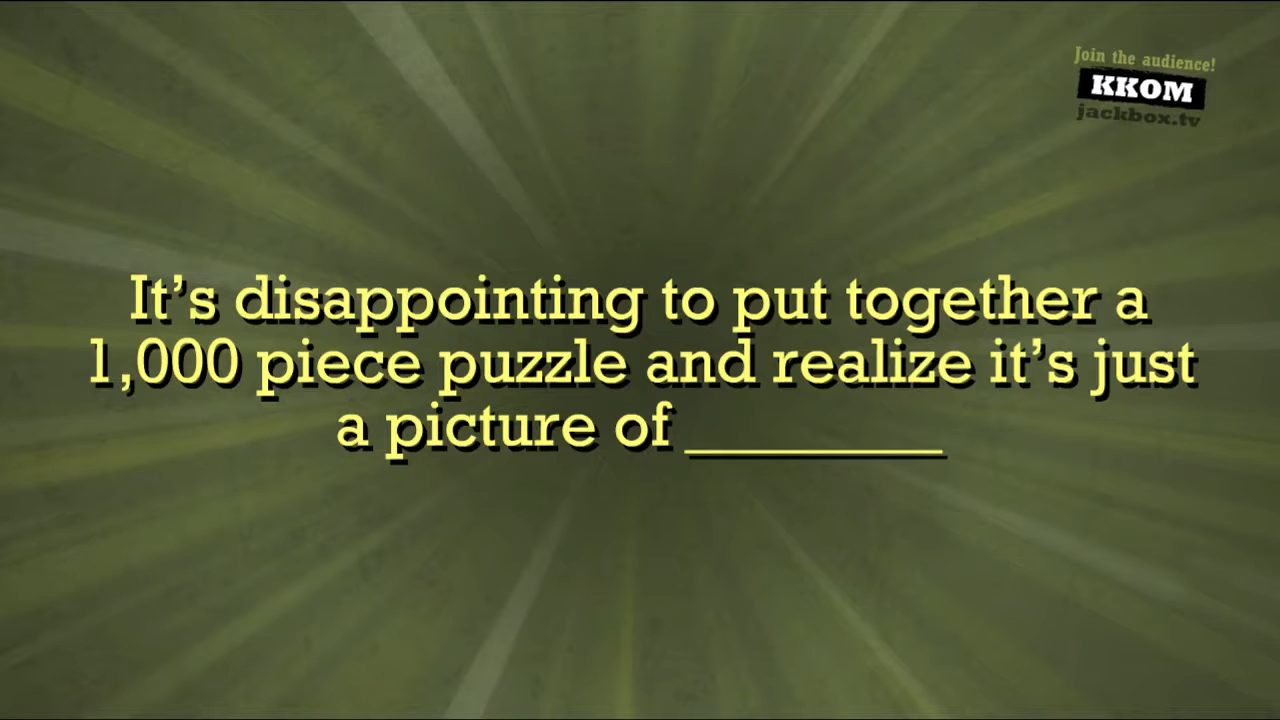 Join the audience!
KKOM
jackbox.tv
It's disappointing to put together a
1,000 piece puzzle and realize it's just
a picture of ________